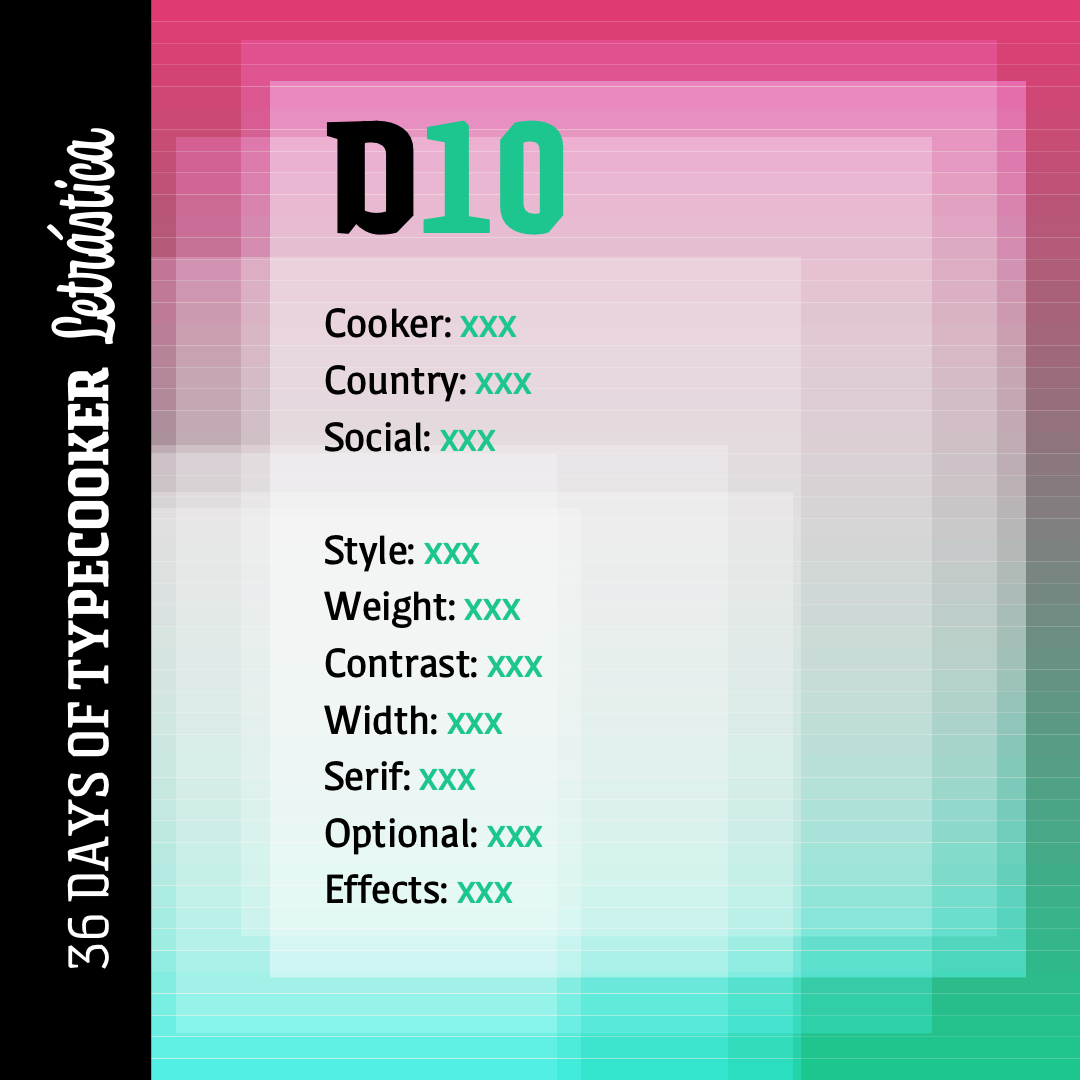 36 DAYS OF TYPECOOKER Letrástica
D10
Cooker: xxx
Country: xxx
Social: xxx
Style: xxx
Weight: xxx
Contrast: xxx
Width: xxx
Serif: xxx
Optional: xxx
Effects: xxx